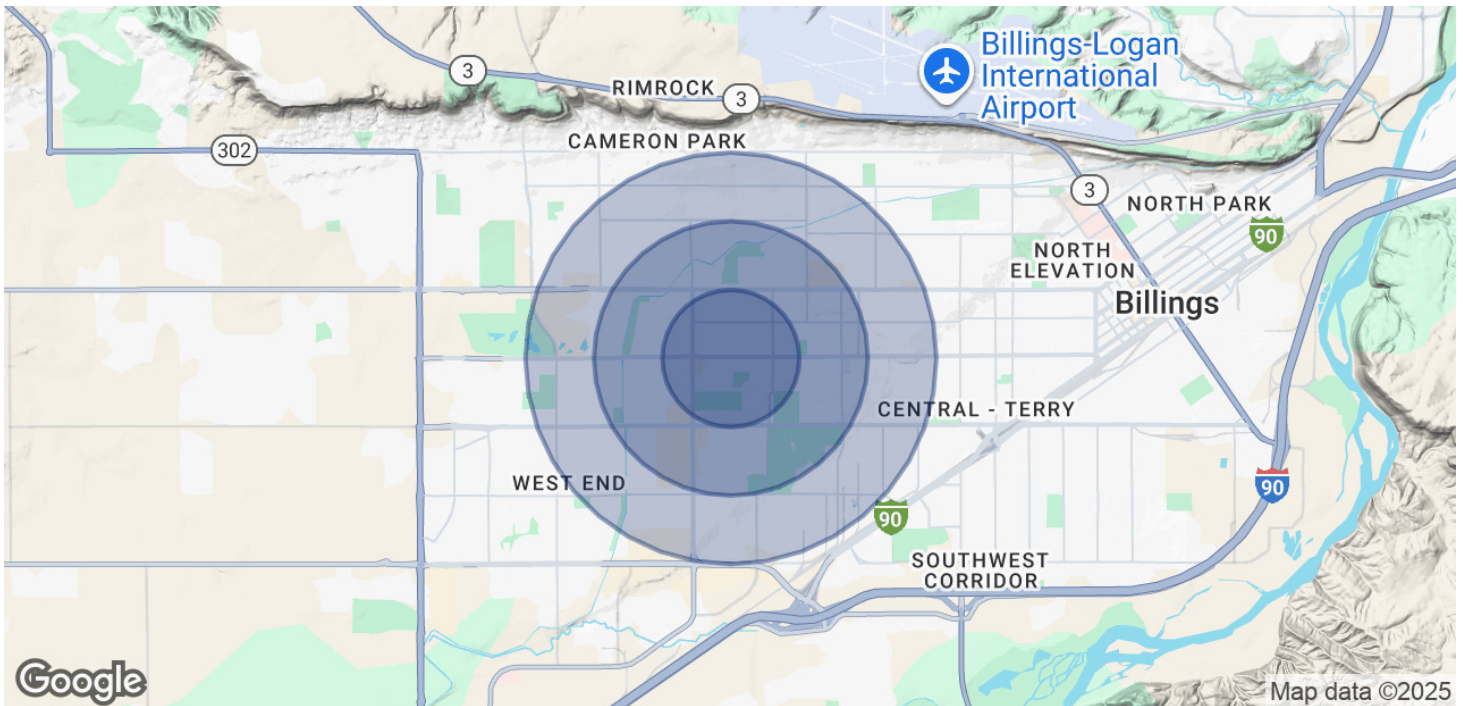 Billings-Logan
International
Airport
3
RIMROCK
3
CAMERON PARK
302
3
NORTH PARK
90
NORTH
ELEVATION
Billings
CENTRAL - TERRY
WEST END
90
90
SOUTHWEST
CORRIDOR
Google
Map data ©2025